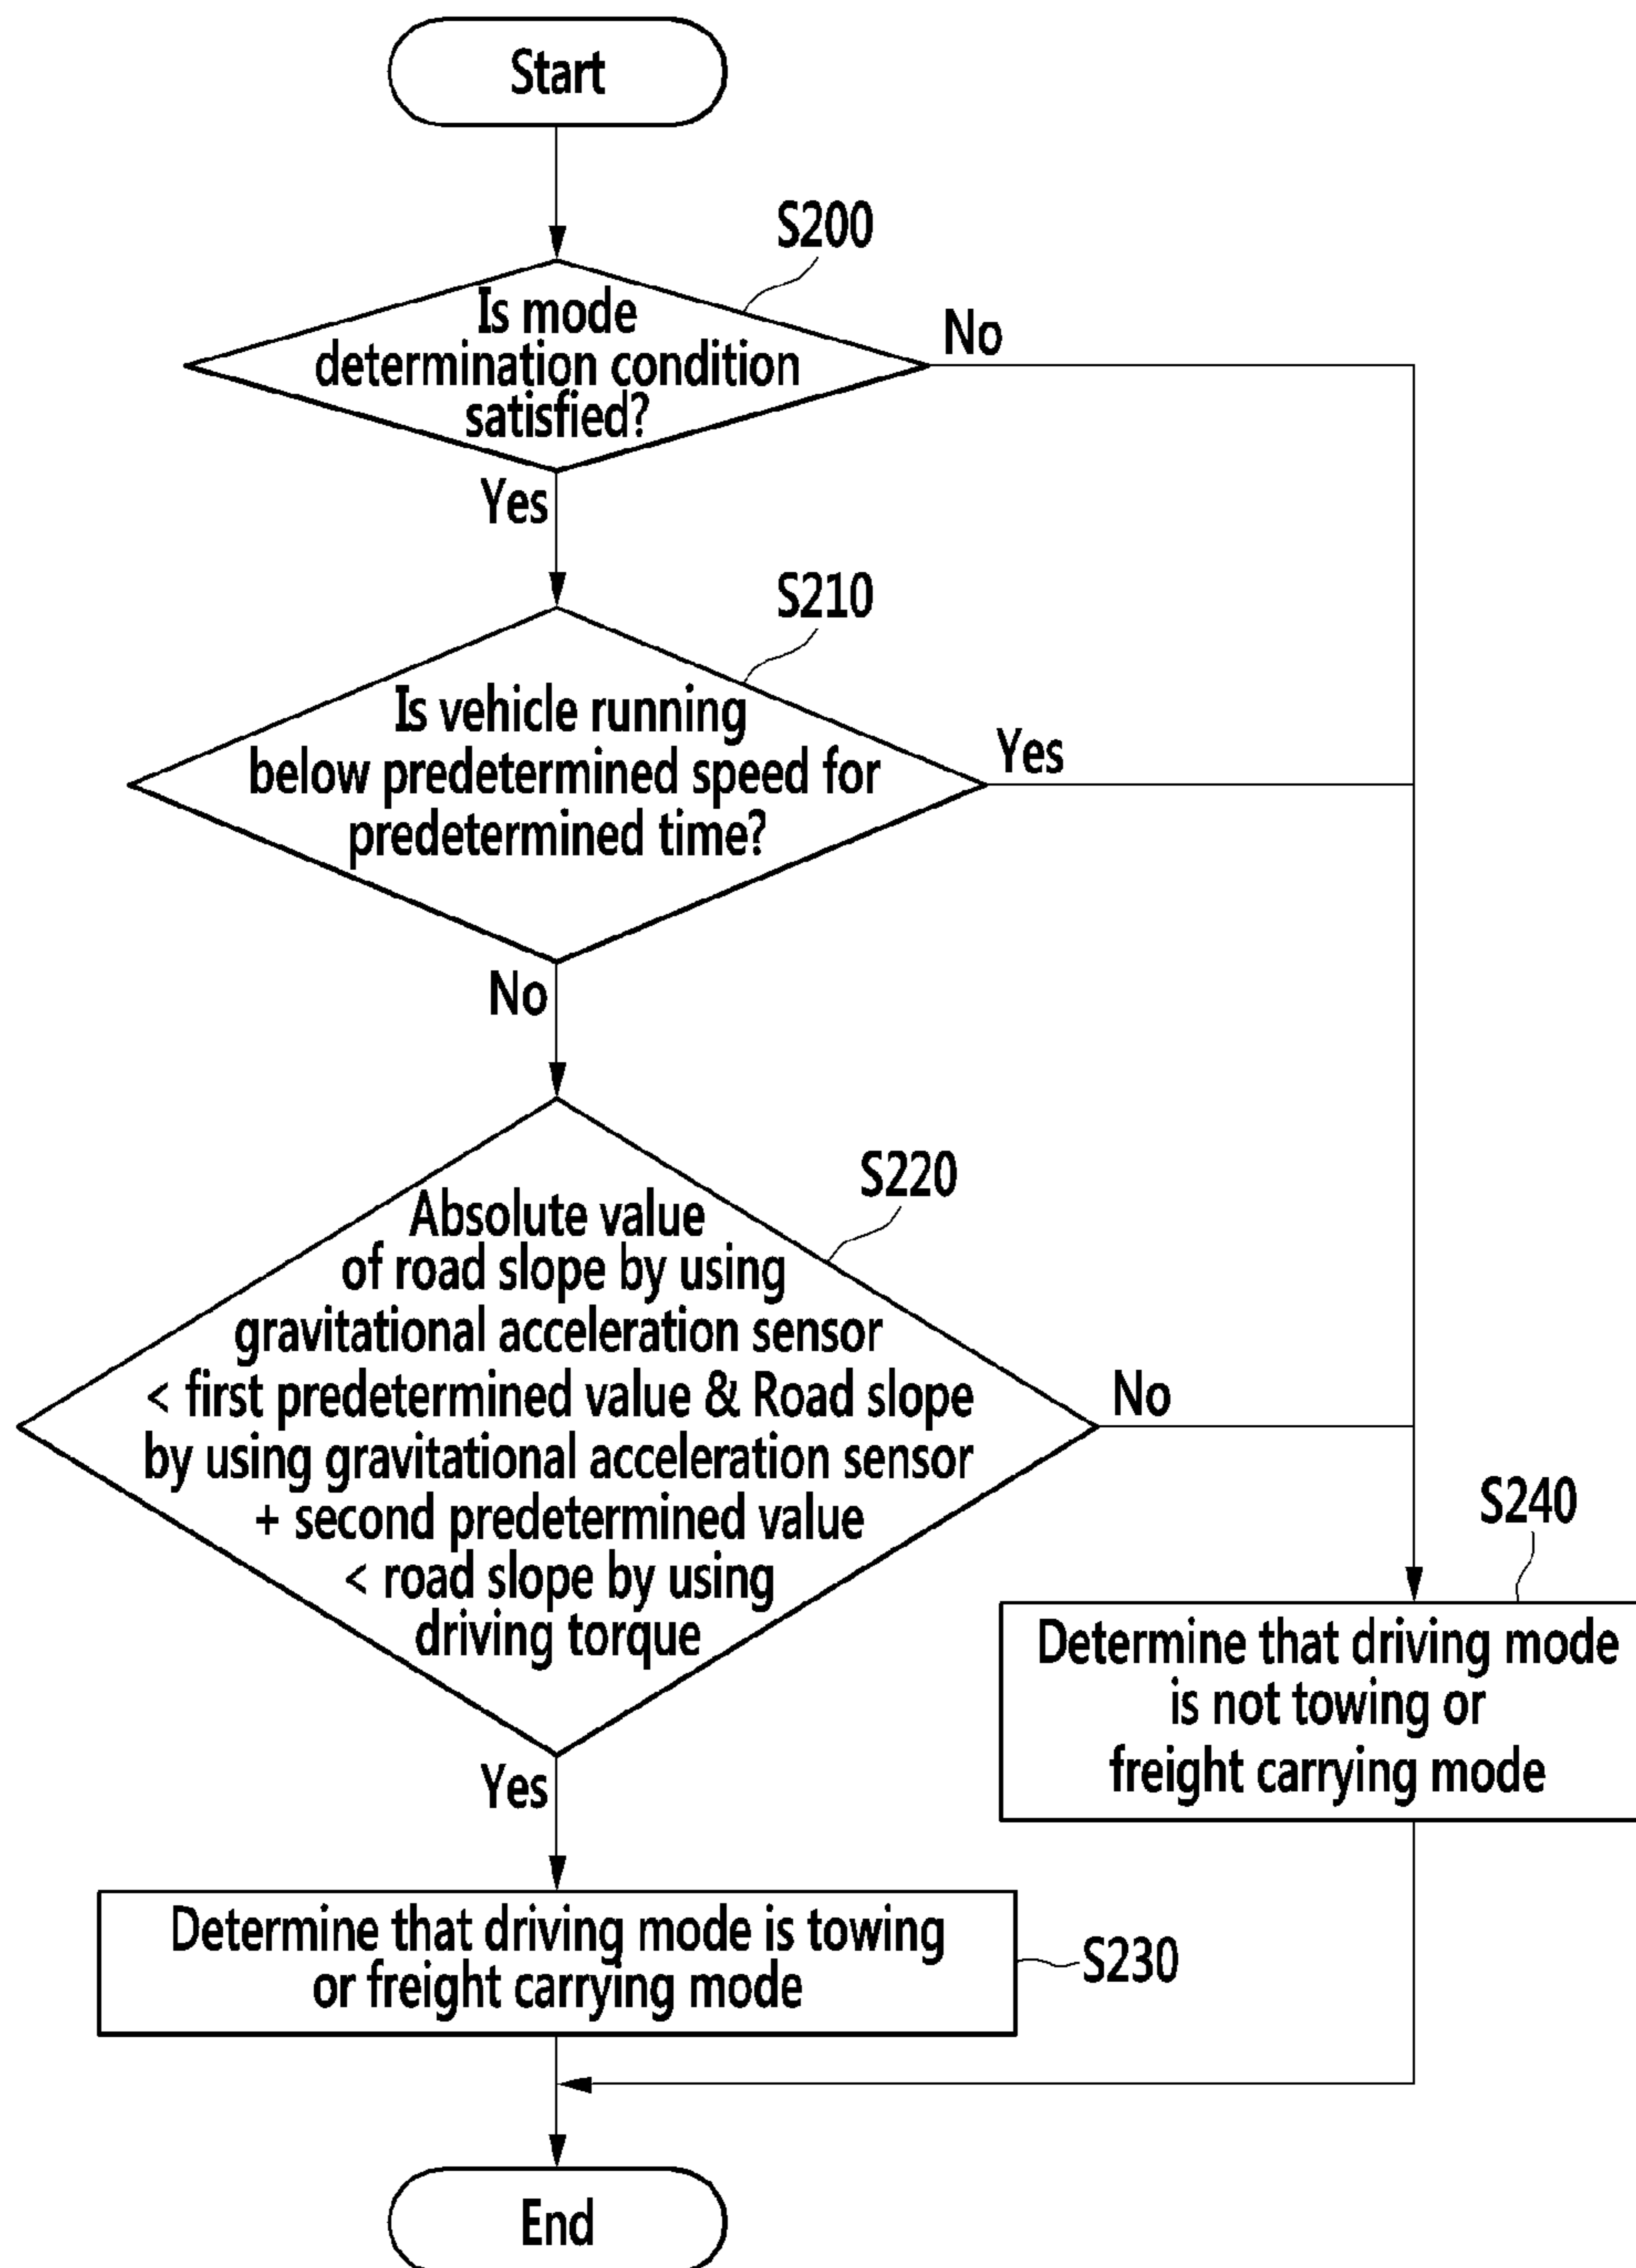 Start
S200
Is mode
determination condition
satisfied?
No
Yes
S210
Is vehicle running
below predetermined speed for
predetermined time?
Yes
No
S220
Absolute value
of road slope by using
gravitational acceleration sensor
< first predetermined value & Road slope
by using gravitational acceleration sensor
+ second predetermined value
< road slope by using
driving torque
No
Yes
S240
Determine that driving mode
is not towing or
freight carrying mode
Determine that driving mode is towing
or freight carrying mode
S230
End